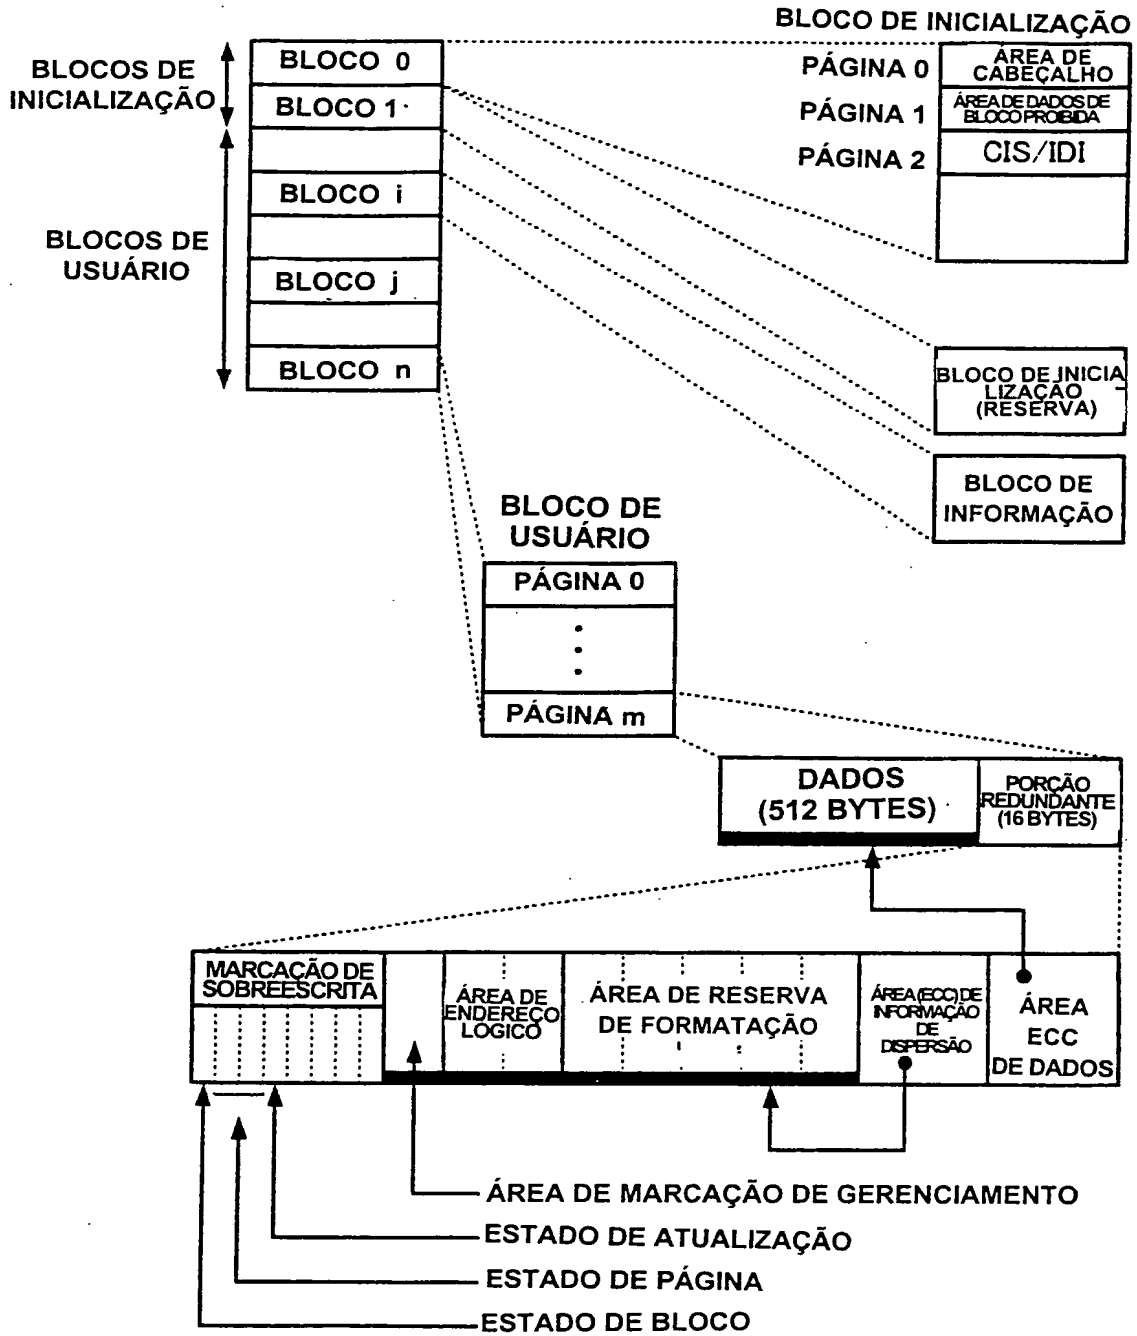 BLOCO DE INICIALIZAÇÃO
BLOCOS DE
INICIALIZAÇÃO
BLOCO 0
BLOCO 1
BLOCOS DE
USUÁRIO
BLOCO i
BLOCO j
BLOCO n
PÁGINA 0
ÁREA DE
CABEÇALHO
PÁGINA 1
ÁREA DE DADOS DE
BLOCO PROIBIDA
PÁGINA 2
CIS/IDI
BLOCO DE INICIA
LIZAÇÃO
(RESERVA)
BLOCO DE
INFORMAÇÃO
BLOCO DE
USUÁRIO
PÁGINA 0
PÁGINA m
DADOS
(512 BYTES)
PORÇÃO
REDUNDANTE
(16 BYTES)
MARCAÇÃO DE
SOBREESCRITA
ÁREA DE
ENDEREÇO
LOGICO
ÁREA DE RESERVA
DE FORMATAÇÃO
ÁREA (ECC) DE
INFORMAÇÃO
DE
DISPERSÃO
ÁREA
ECC
DE DADOS
ÁREA DE MARCAÇÃO DE GERENCIAMENTO
ESTADO DE ATUALIZAÇÃO
ESTADO DE PÁGINA
ESTADO DE BLOCO